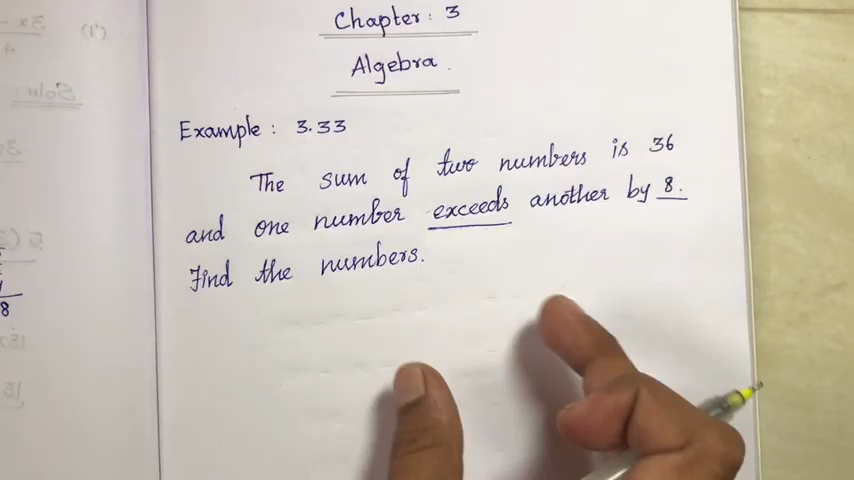 Chapter : 3
Algebra.
Example : 3.33
The sum of two numbers is 36
and one number exceeds another by 8.
Find the numbers.
8